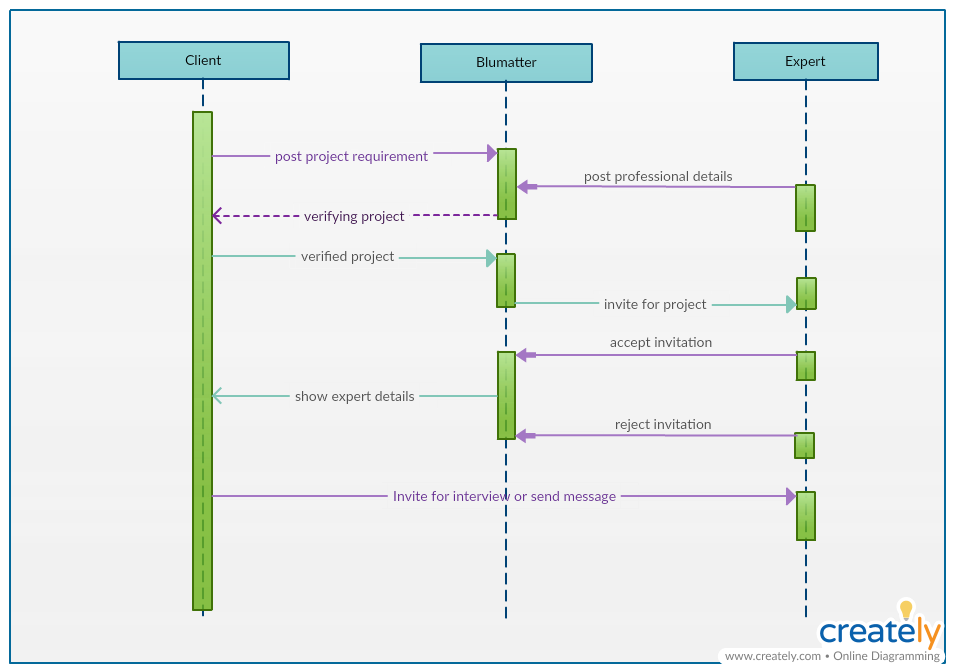 Client
Blumatter
Expert
post project requirement
post professional details
verifying project
verified project
invite for project
accept invitation
show expert details
reject invitation
Invite for interview or send message
creately
www.creately.com • Online Diagramming